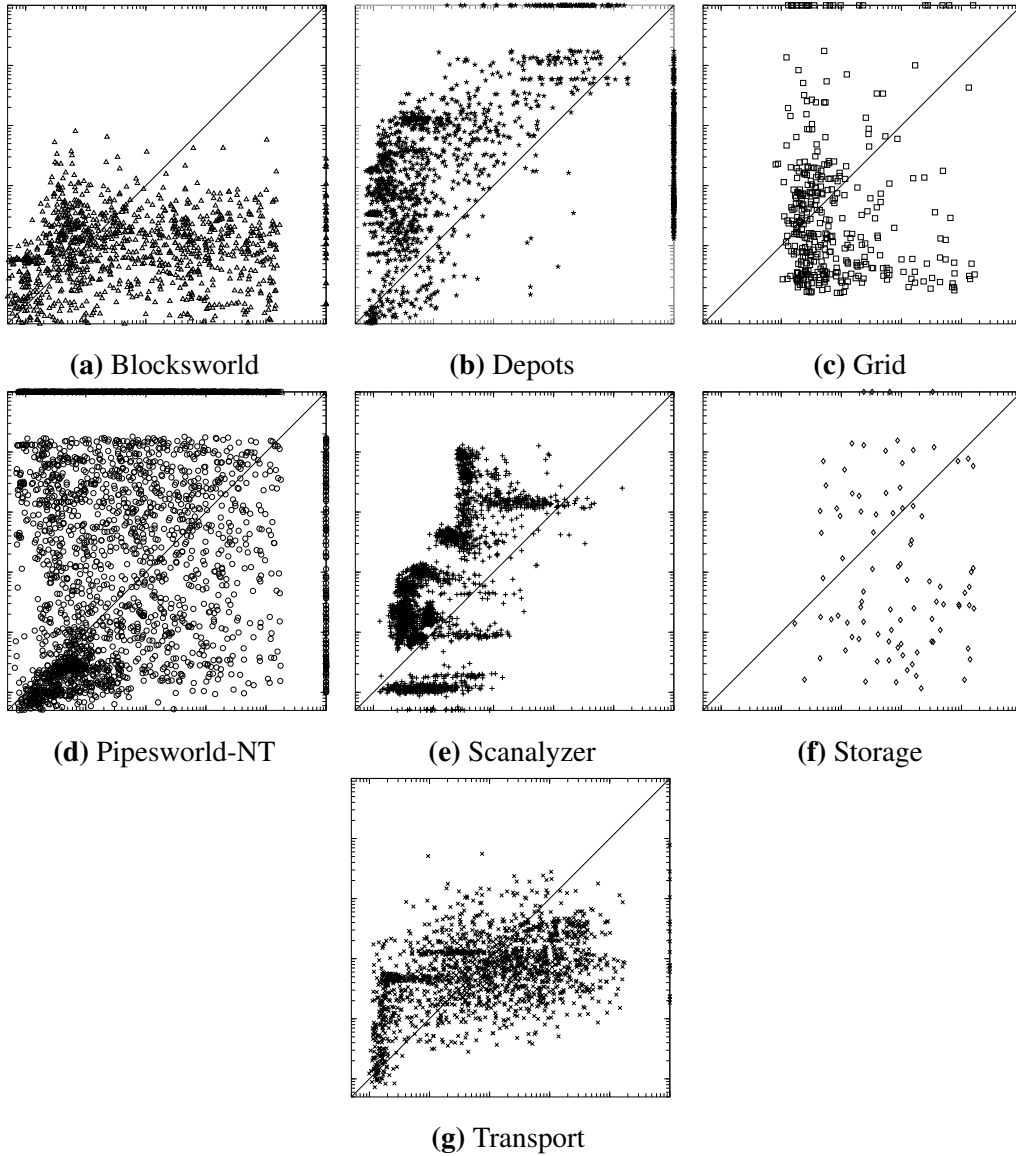 (a) Blocksworld
(b) Depots
(c) Grid
(d) Pipesworld-NT
(e) Scanalyzer
(f) Storage
(g) Transport